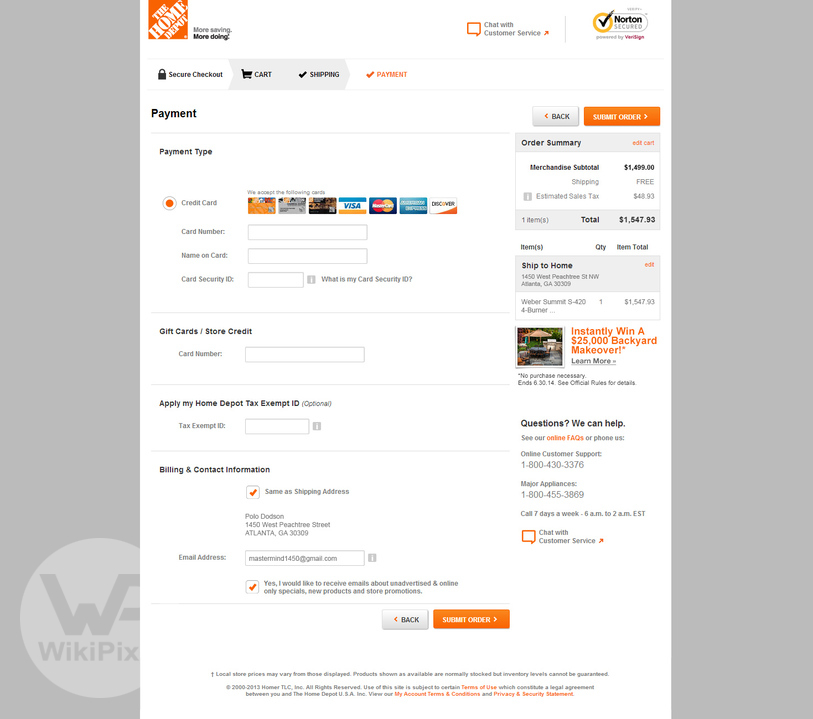 THE HOME DEPOT
More saving.
More doing.
Chat with
Customer Service
Norton
SECURED
powered by VeriSign
Secure Checkout
CART
SHIPPING
PAYMENT
Payment
BACK
SUBMIT ORDER
Payment Type
We accept the following cards
Credit Card
VISA
MasterCard
AMERICAN EXPRESS
DISCOVER
Card Number:
Name on Card:
Card Security ID:
What is my Card Security ID?
Gift Cards / Store Credit
Card Number:
Apply my Home Depot Tax Exempt ID (Optional)
Tax Exempt ID:
Billing & Contact Information
Same as Shipping Address
Polo Dodson
1450 West Peachtree Street
ATLANTA, GA 30309
Email Address:
mastermind1450@gmail.com
Yes, I would like to receive emails about unadvertised & online
only specials, new products and store promotions.
BACK
SUBMIT ORDER
Order Summary edit cart
Merchandise Subtotal $1,499.00
Shipping FREE
Estimated Sales Tax $48.93
1 item(s) Total $1,547.93
Item(s) Qty Item Total
Ship to Home edit
1450 West Peachtree St NW
Atlanta, GA 30309
Weber Summit S-420 1 $1,547.93
4-Burner ...
Instantly Win A
$25,000 Backyard
Makeover!*
Learn More »
*No purchase necessary.
Ends 6.30.14. See Official Rules for details.
Questions? We can help.
See our online FAQs or phone us:
Online Customer Support:
1-800-430-3376
Major Appliances:
1-800-455-3869
Call 7 days a week - 6 a.m. to 2 a.m. EST
Chat with
Customer Service
WikiPix
† Local store prices may vary from those displayed. Products shown as available are normally stocked but inventory levels cannot be guaranteed.
© 2000-2013 Homer TLC, Inc. All Rights Reserved. Use of this site is subject to certain Terms of Use which constitute a legal agreement
between you and The Home Depot U.S.A. Inc. View our My Account Terms & Conditions and Privacy & Security Statement.